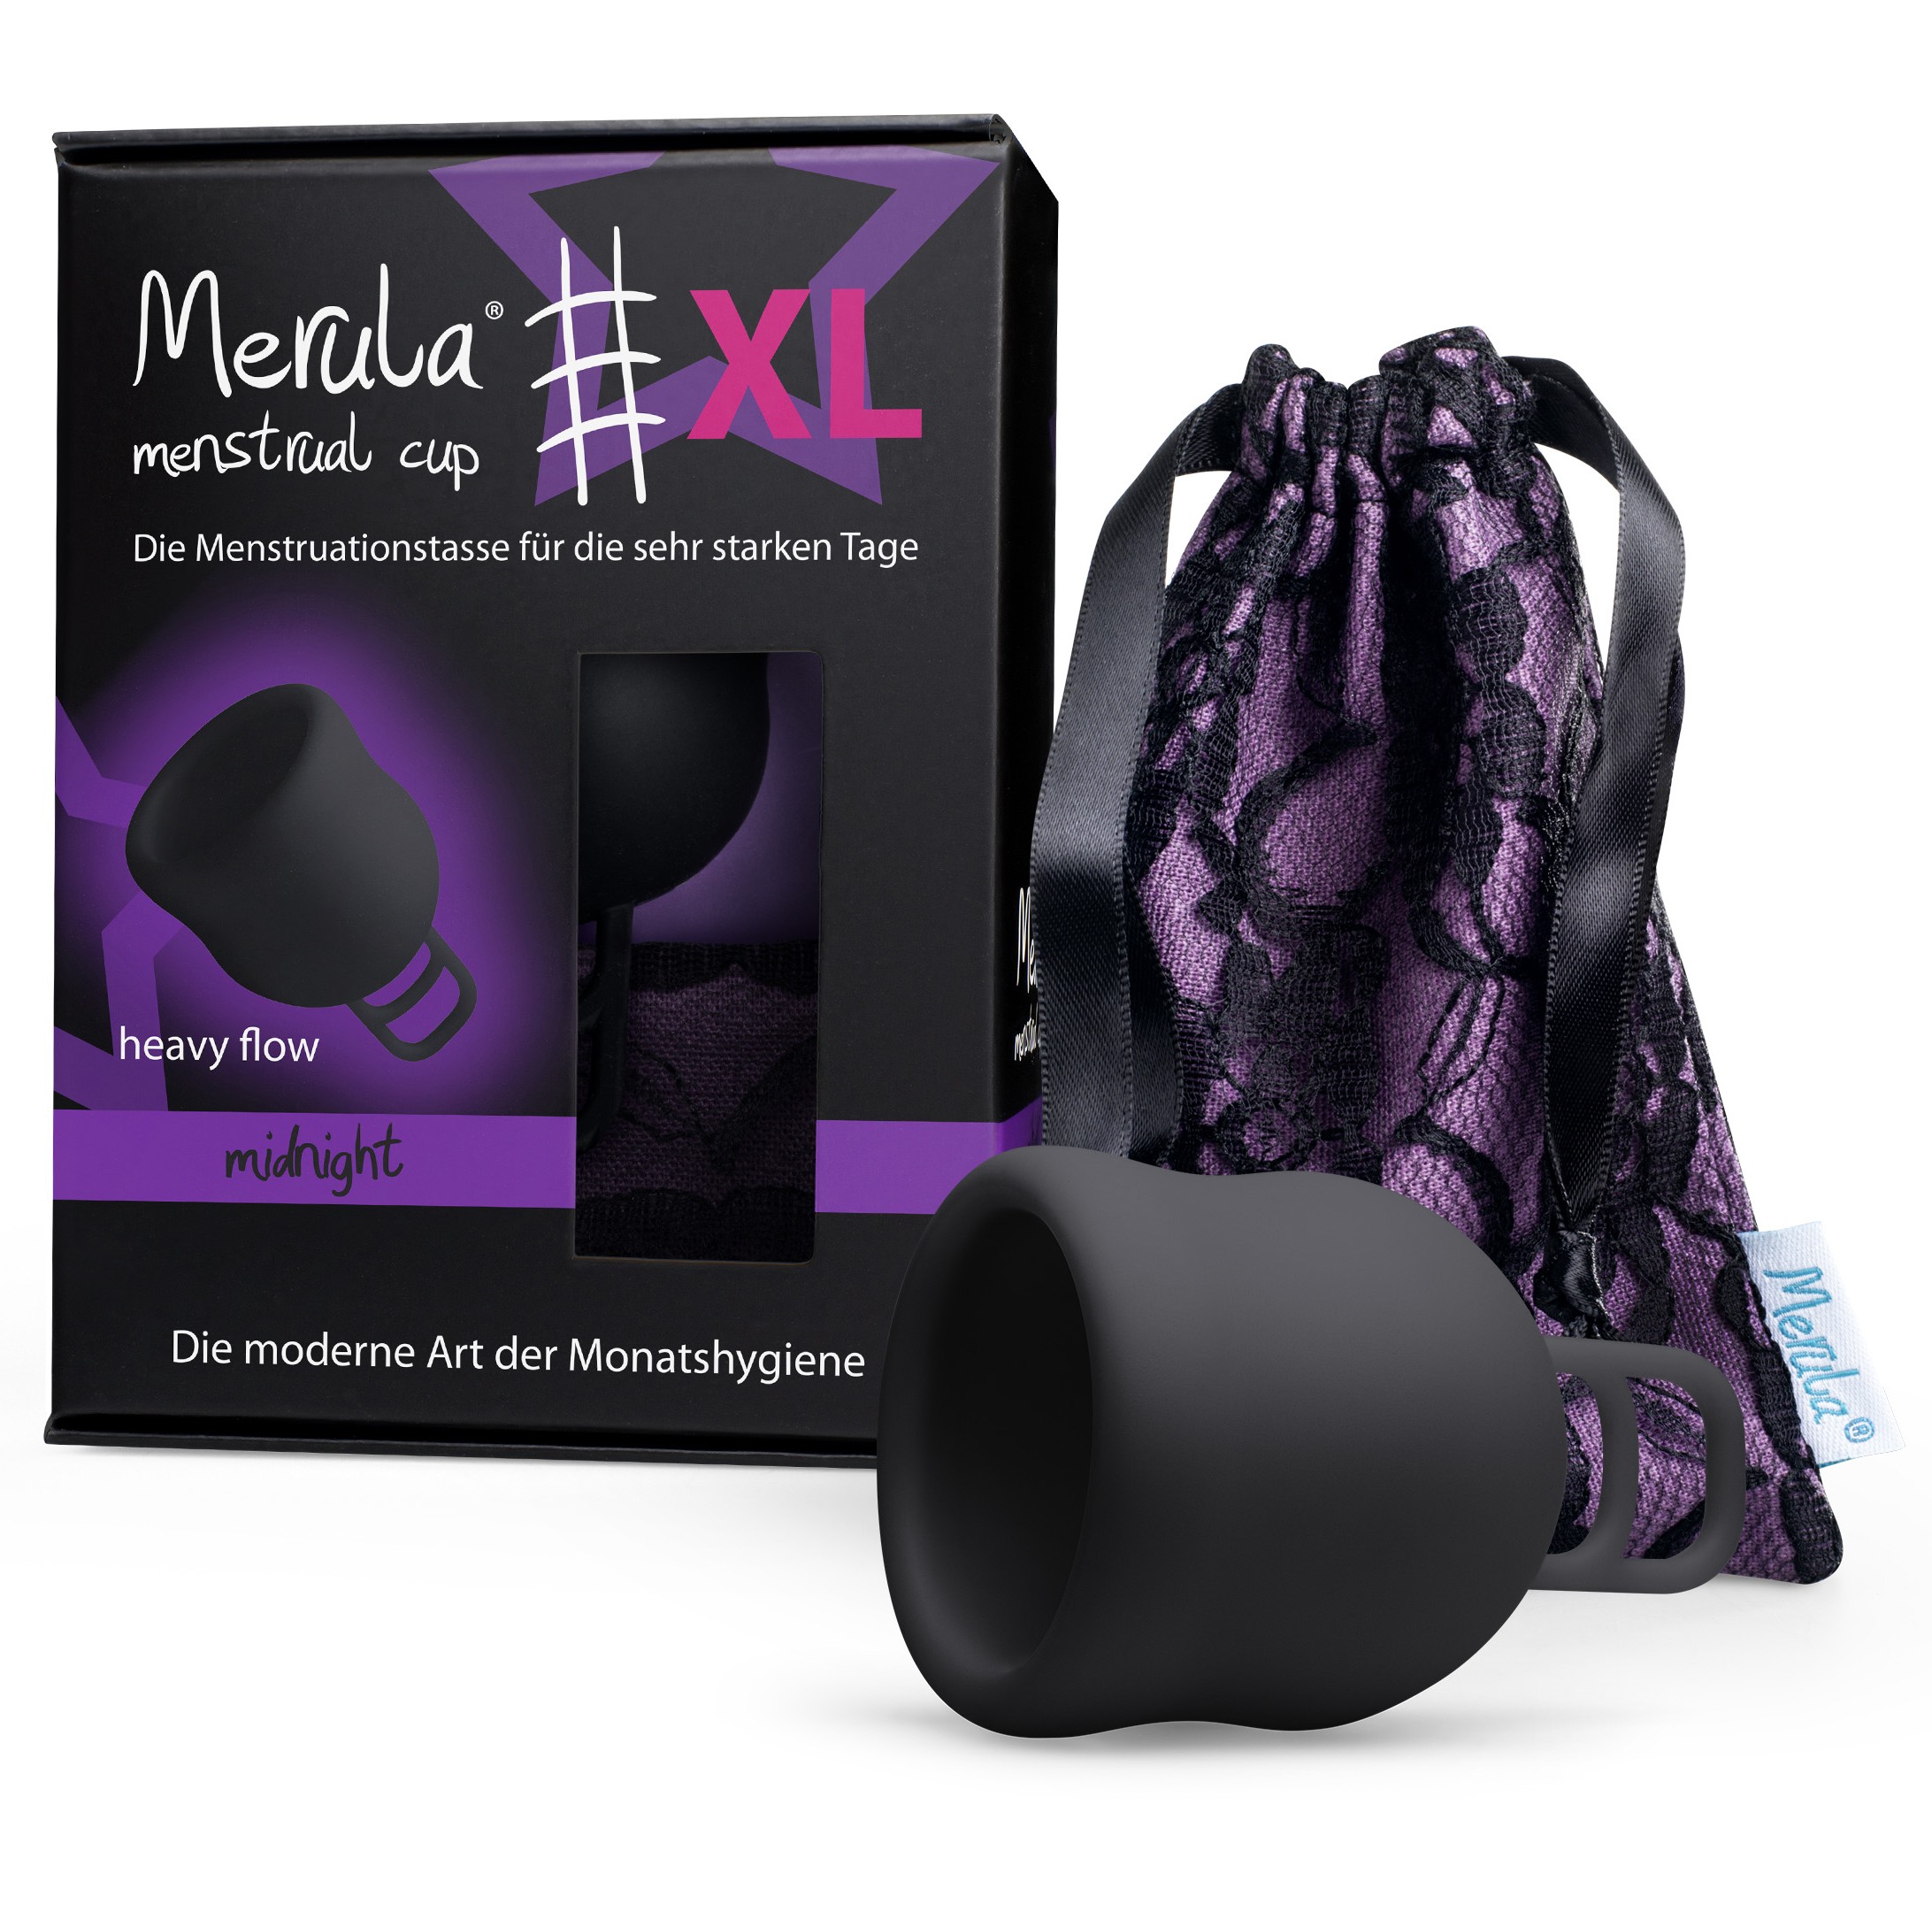 Merula® #XL
menstrual cup
Die Menstruationstasse für die sehr starken Tage
heavy flow
midnight
Die moderne Art der Monatshygiene
Merula®